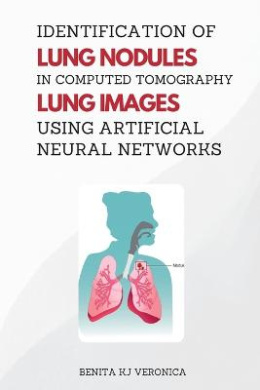 IDENTIFICATION OF
LUNG NODULES
IN COMPUTED TOMOGRAPHY
LUNG IMAGES
USING ARTIFICIAL
NEURAL NETWORKS
BENITA KJ VERONICA